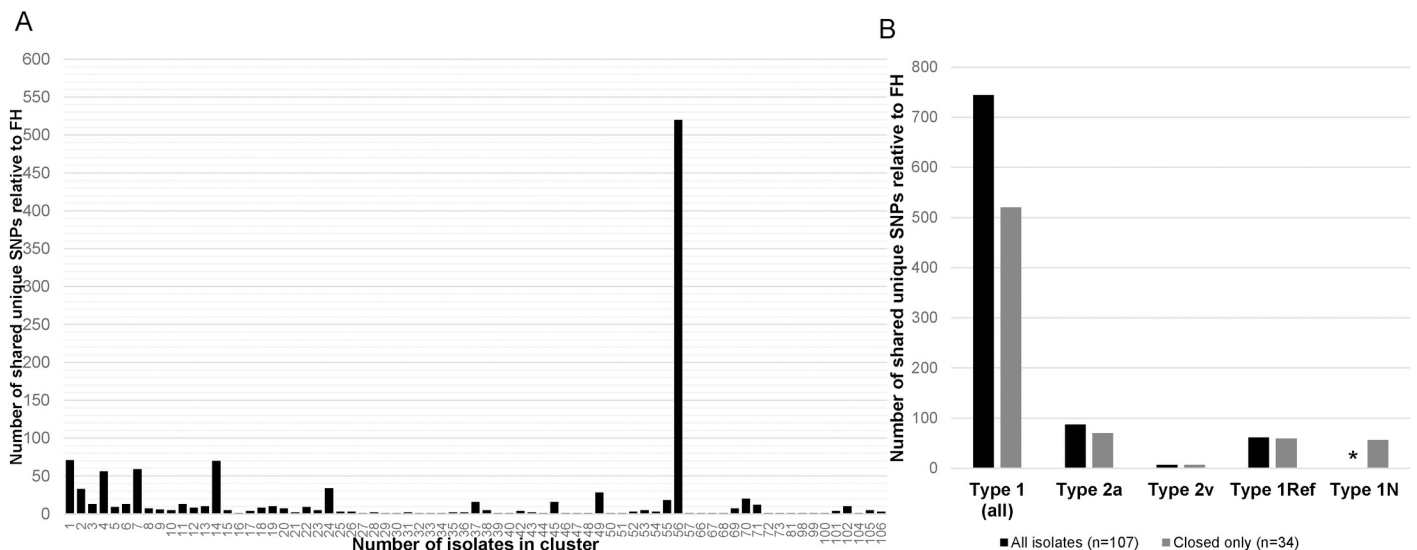 A
Number of shared unique SNPs relative to FH
600
550
500
450
400
350
300
250
200
150
100
50
0
1 2 3 4 5 6 7 8 9 10 11 12 13 14 15 16 17 18 19 20 21 22 23 24 25 26 27 28 29 30 31 32 33 34 35 36 37 38 39 40 42 43 44 45 46 47 48 49 50 51 52 53 54 55 56 57 66 67 68 69 70 71 72 73 81 98 99 100 101 102 104 105 106
Number of isolates in cluster
B
Number of shared unique SNPs relative to FH
800
700
600
500
400
300
200
100
0
*
Type 1 (all)
Type 2a
Type 2v
Type 1Ref
Type 1N
All isolates (n=107)
Closed only (n=34)